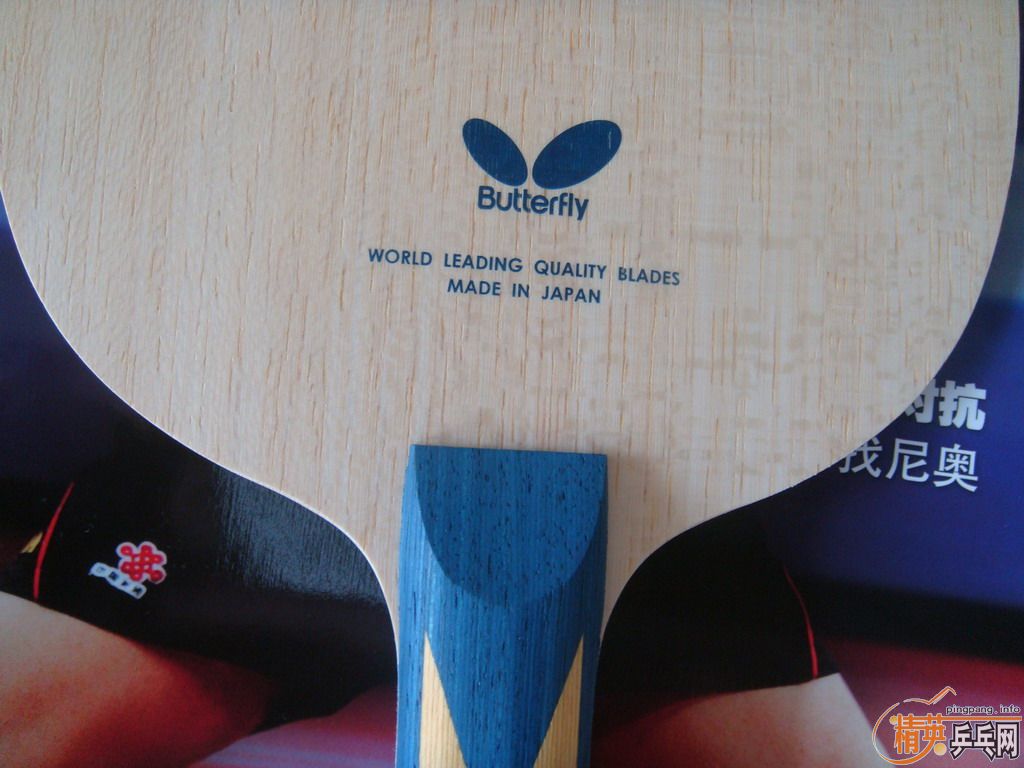 Butterfly
WORLD LEADING QUALITY BLADES
MADE IN JAPAN
对抗
找尼奥
pingpang.info
精英乒乓网